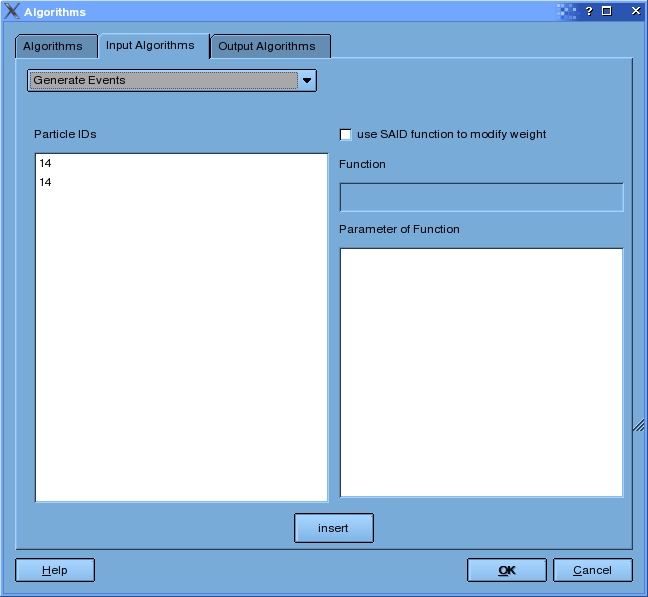 Algorithms
Algorithms Input Algorithms Output Algorithms
Generate Events
Particle IDs
14
14
use SAID function to modify weight
Function
Parameter of Function
insert
Help OK Cancel